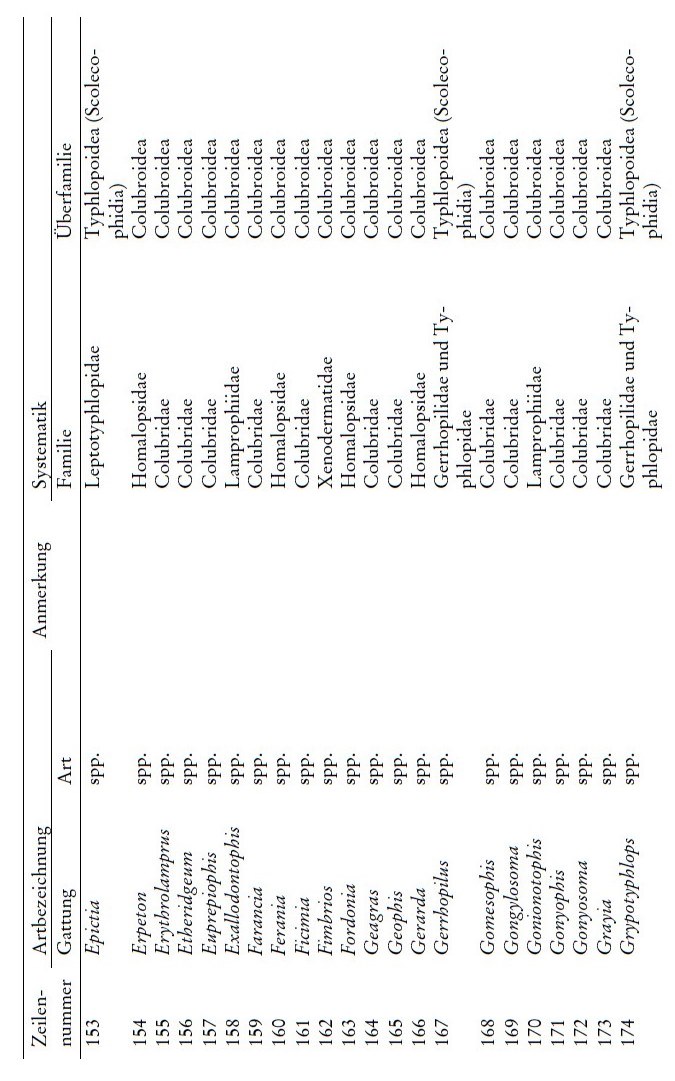 Zeilen- Artbezeichnung Anmerkung Systematik
nummer Gattung Art Familie Überfamilie
153 Epictia spp. Leptotyphlopidae Typhlopoidea (Scoleco-
phidia)
154 Erpeton spp. Homalopsidae Colubroidea
155 Erythrolamprus spp. Colubridae Colubroidea
156 Etheridgeum spp. Colubridae Colubroidea
157 Euprepiophis spp. Colubridae Colubroidea
158 Exallodontophis spp. Lamprophiidae Colubroidea
159 Farancia spp. Colubridae Colubroidea
160 Ferania spp. Homalopsidae Colubroidea
161 Ficimia spp. Colubridae Colubroidea
162 Fimbrios spp. Xenodermatidae Colubroidea
163 Fordonia spp. Homalopsidae Colubroidea
164 Geagras spp. Colubridae Colubroidea
165 Geophis spp. Colubridae Colubroidea
166 Gerarda spp. Homalopsidae Colubroidea
167 Gerrhopilus spp. Gerrhopilidae und Ty- Typhlopoidea (Scoleco-
phlopidae phidia)
168 Gomesophis spp. Colubridae Colubroidea
169 Gongylosoma spp. Colubridae Colubroidea
170 Gonionotophis spp. Lamprophiidae Colubroidea
171 Gonyophis spp. Colubridae Colubroidea
172 Gonyosoma spp. Colubridae Colubroidea
173 Grayia spp. Colubridae Colubroidea
174 Grypotyphlops spp. Gerrhopilidae und Ty- Typhlopoidea (Scoleco-
phlopidae phidia)